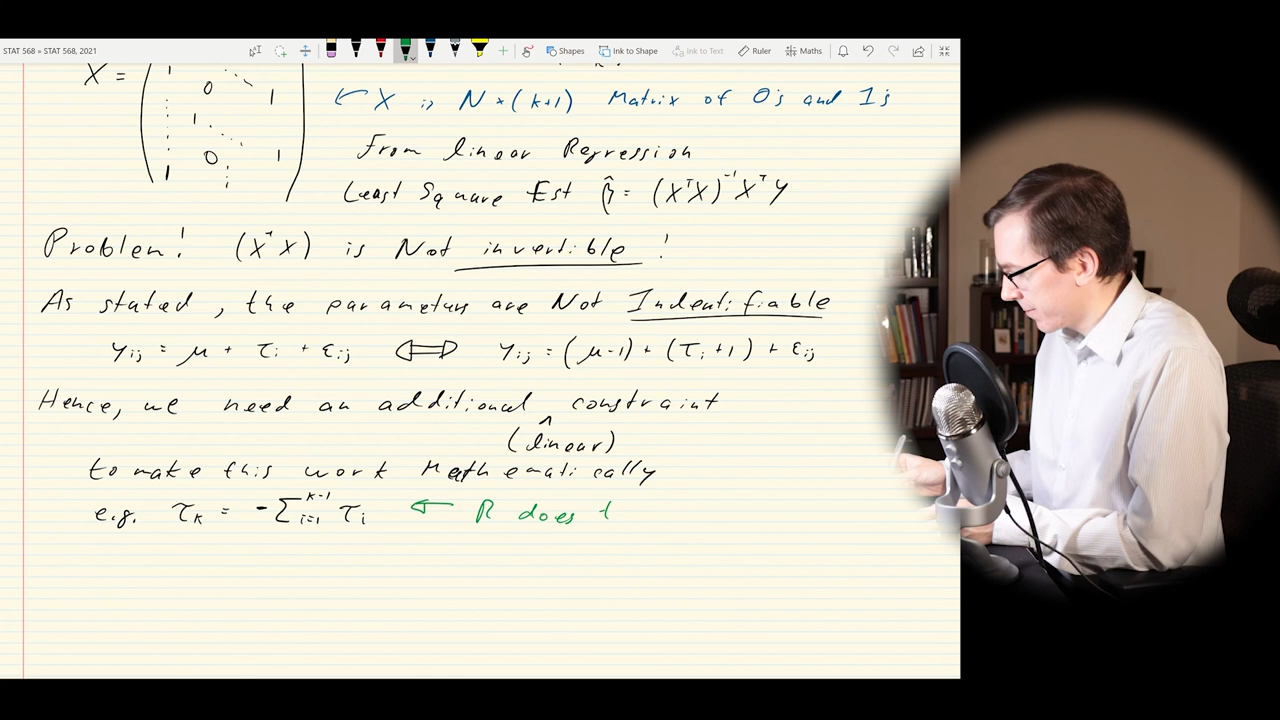 STAT 568 » STAT 568, 2021
Shapes Ink to Shape Ink to Text Ruler Maths
X = 1 0 1 1 0 1 1
← X is N × (k+1) Matrix of 0's and 1's
From linear Regression
Least Square Est β̂ = (XᵀX)⁻¹XᵀY
Problem! (XᵀX) is Not invertible !
As stated, the parameters are Not Indentifiable
yij = μ + τi + εij ⟺ yij = (μ-1) + (τi+1) + εij
Hence, we need an additional constraint
^
(linear)
to make this work Mathematically
e.g. τK = -∑ᵢ₌₁ᵏ⁻¹ τi ← R does t